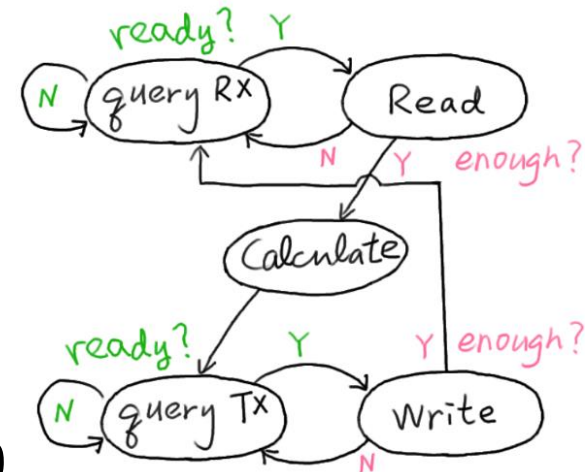 ready? Y
N query Rx Read
N Y enough?
Calculate
ready? Y Y enough?
N query Tx Write
N